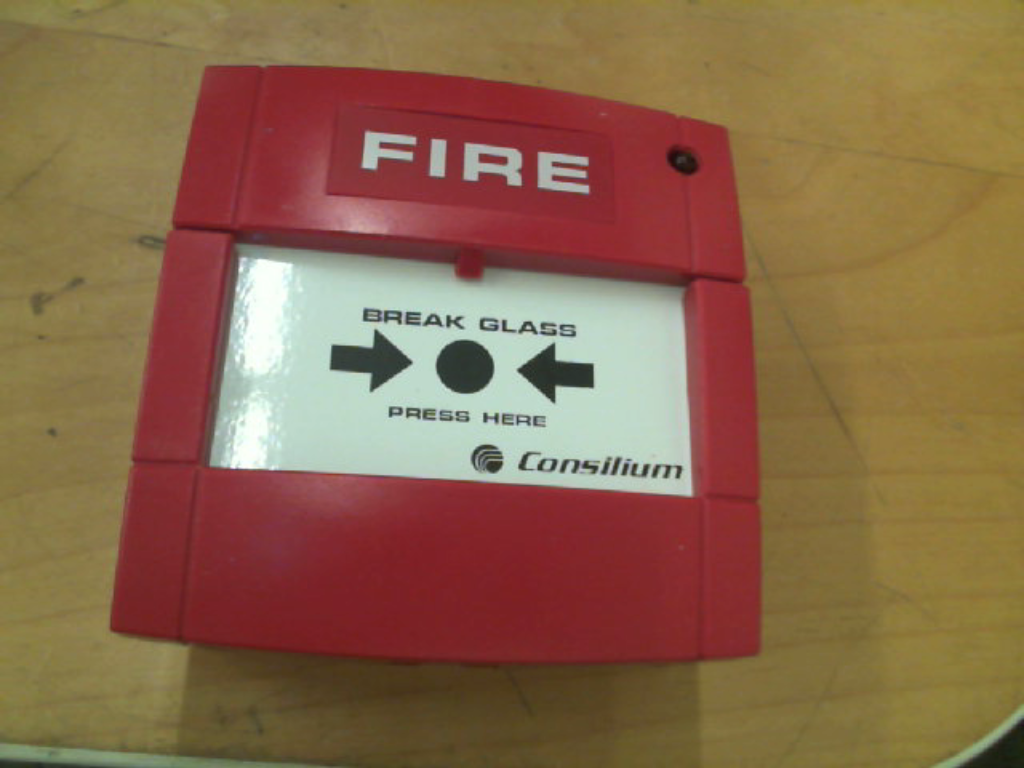 FIRE
BREAK GLASS
PRESS HERE
Consilium